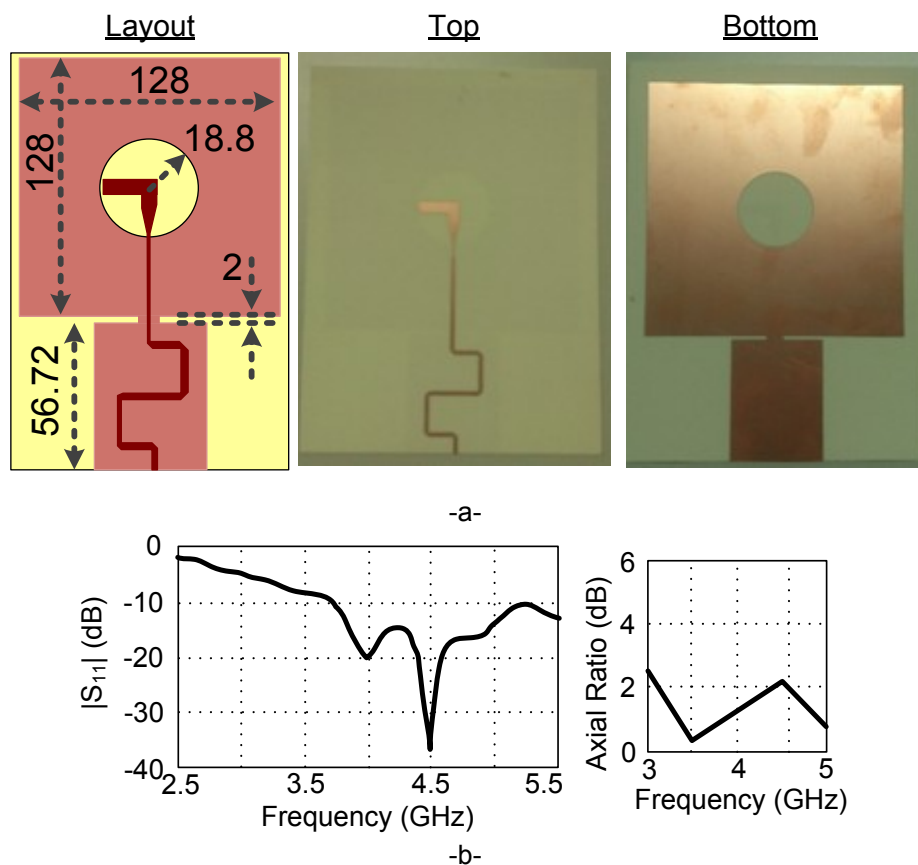 Layout
Top
Bottom
128
128
18.8
2
56.72
-a-
0
-10
-20
-30
-40
|S₁₁| (dB)
2.5 3.5 4.5 5.5
Frequency (GHz)
6
4
2
0
Axial Ratio (dB)
3 4 5
Frequency (GHz)
-b-